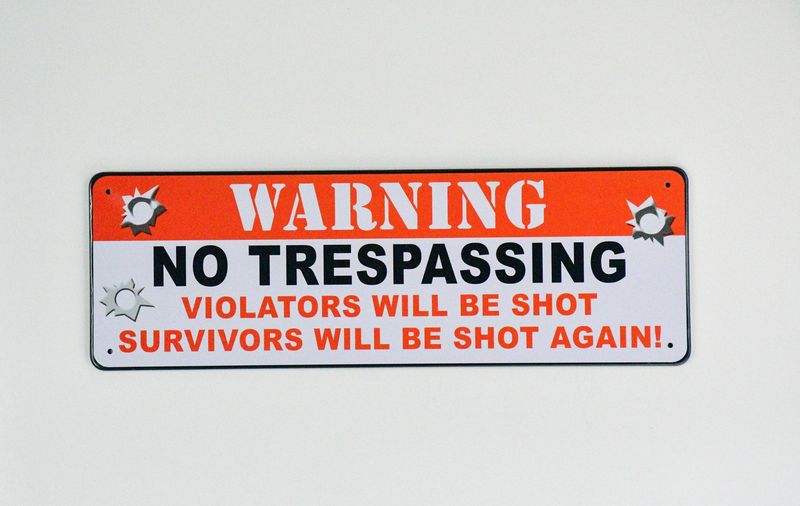 WARNING
NO TRESPASSING
VIOLATORS WILL BE SHOT
SURVIVORS WILL BE SHOT AGAIN!